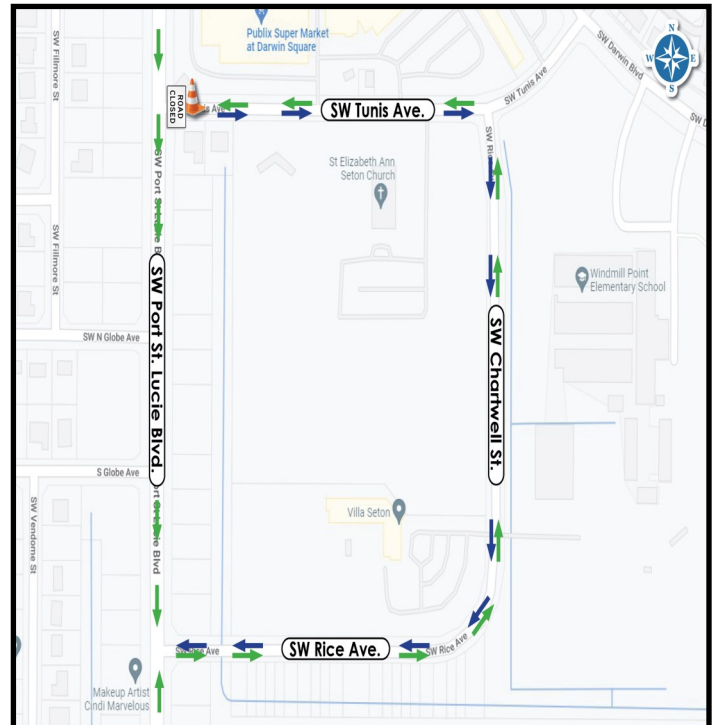 Publix Super Market
at Darwin Square
SW Fillmore St
N
W
E
S
SW Darwin Blvd
ROAD
CLOSED
SW Tunis Ave.
SW Tunis Ave
St Elizabeth Ann
Seton Church
SW Port St. Lucie Blvd.
SW Fillmore St
Windmill Point
Elementary School
SW N Globe Ave
SW Chartwell St.
S Globe Ave
SW Vendome St
Villa Seton
SW Rice Ave.
SW Rice Ave
Makeup Artist
Cindi Marvelous